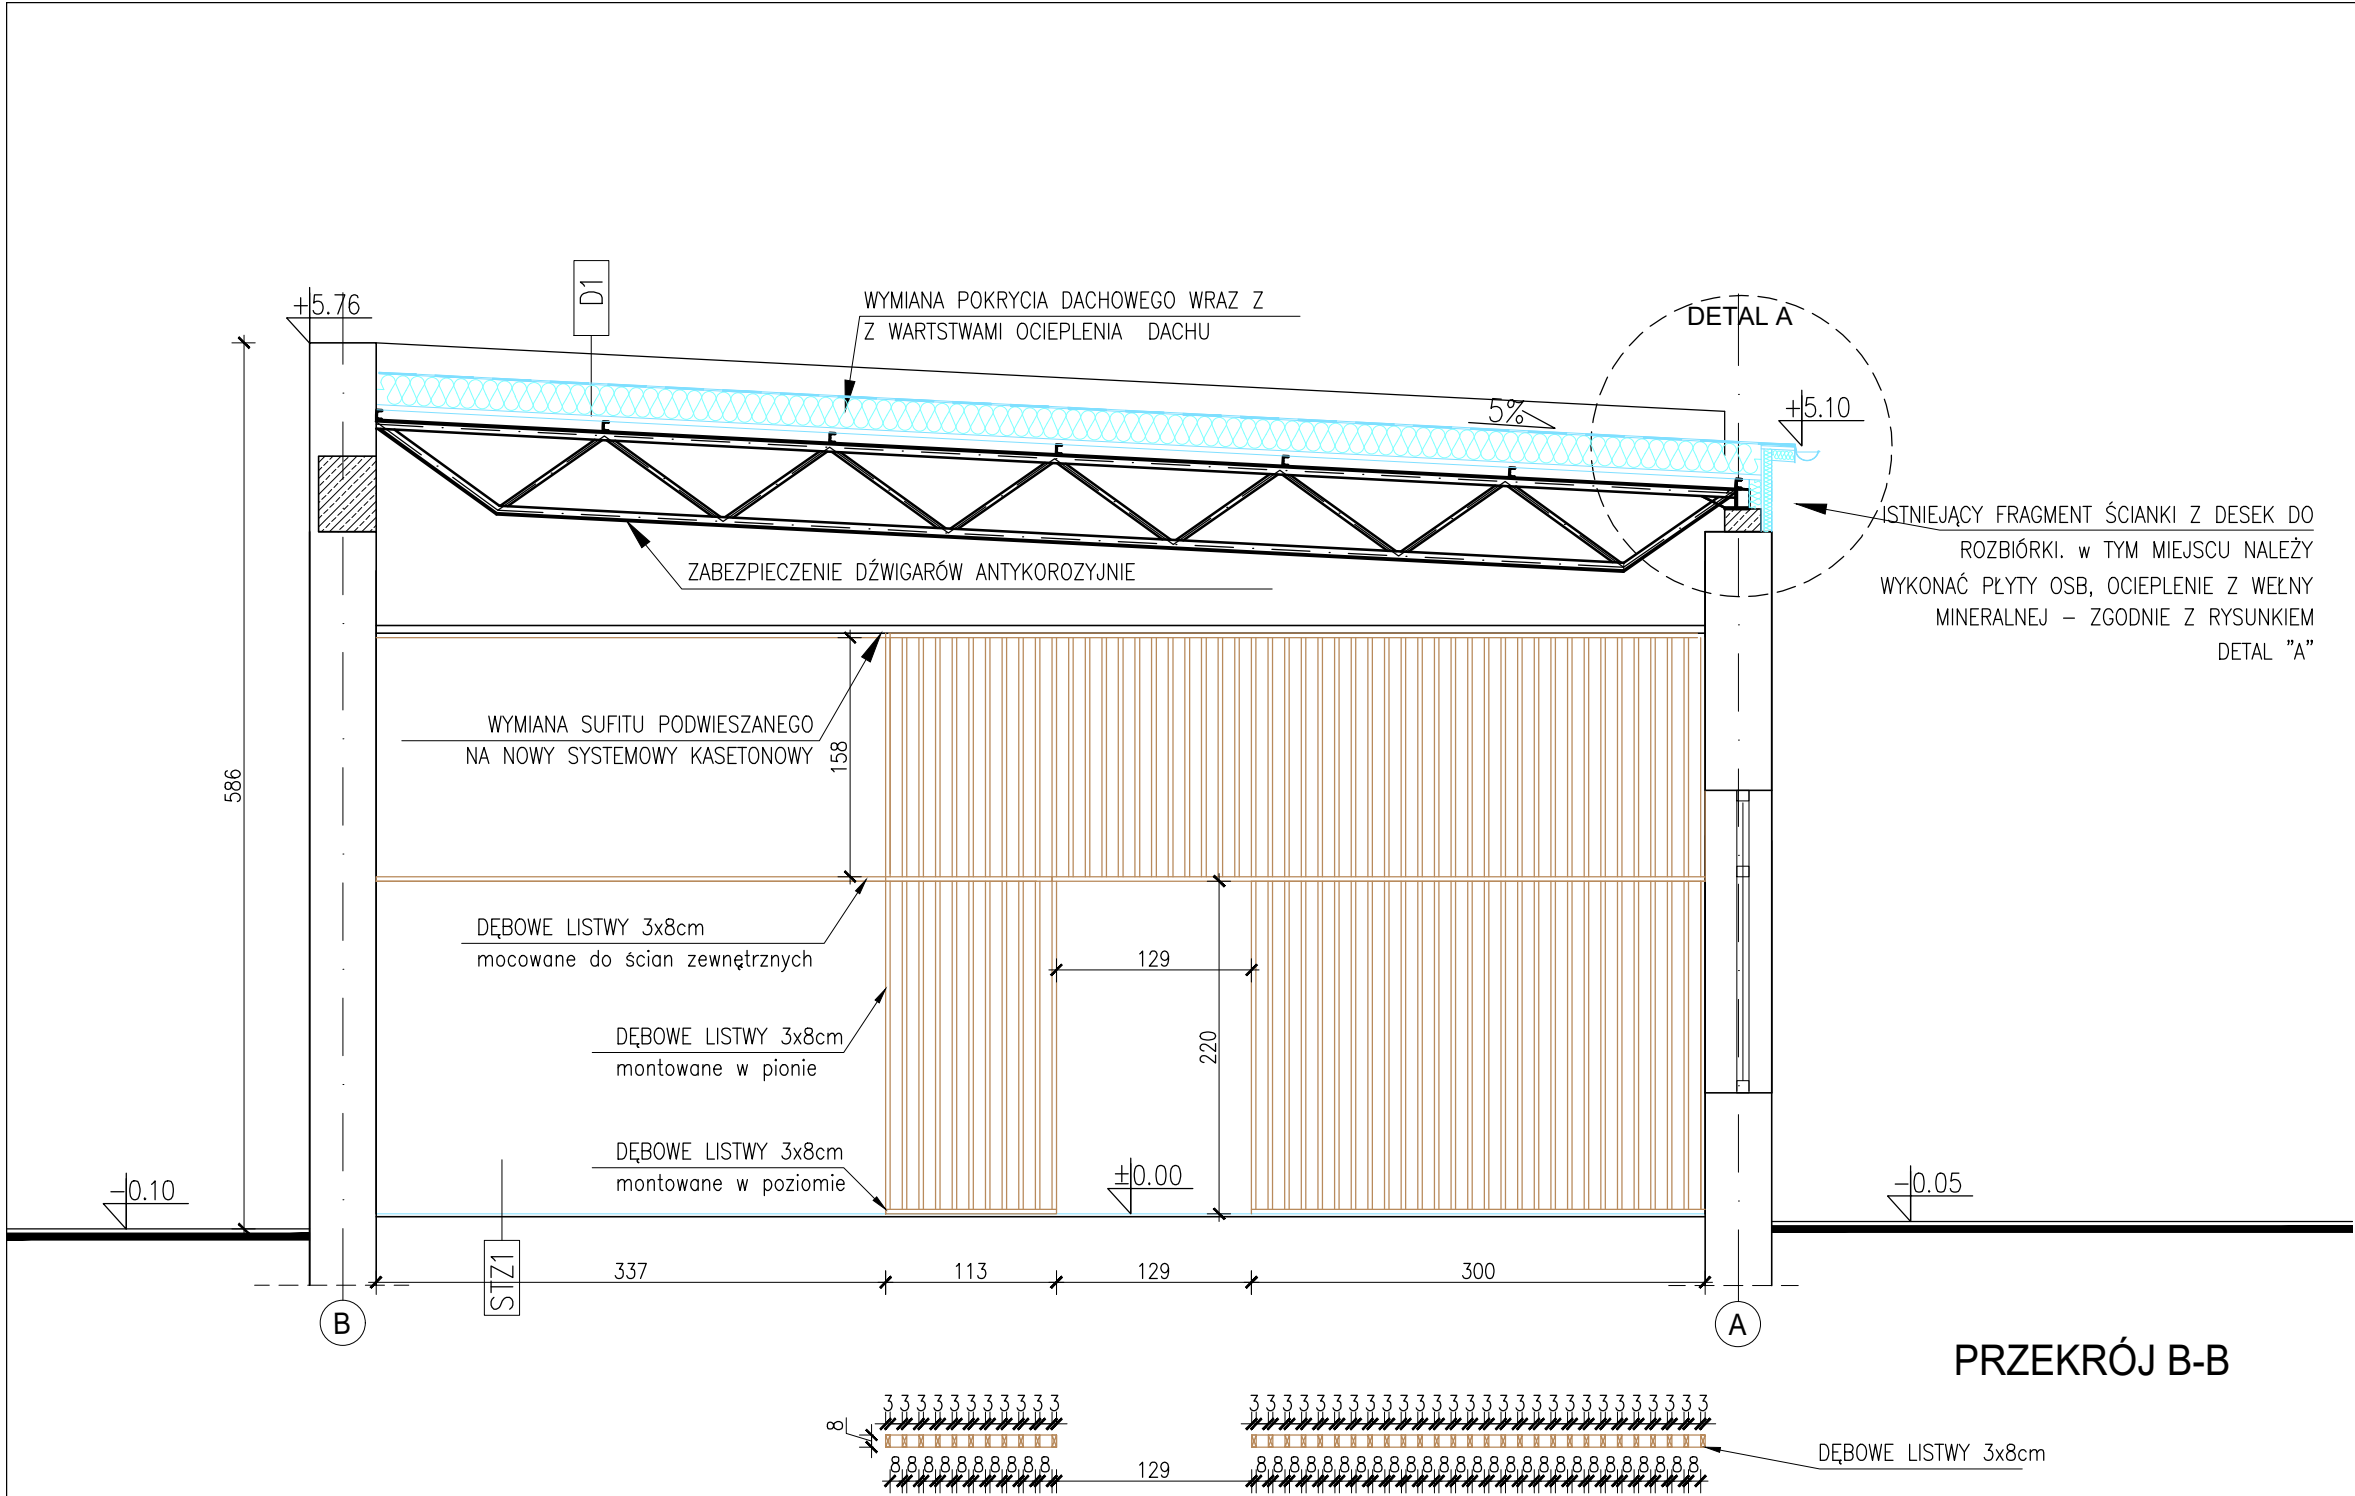 +5.76
D1
WYMIANA POKRYCIA DACHOWEGO WRAZ Z
Z WARTSTWAMI OCIEPLENIA DACHU
DETAL A
5%
+5.10
ISTNIEJĄCY FRAGMENT ŚCIANKI Z DESEK DO
ROZBIÓRKI. w TYM MIEJSCU NALEŻY
WYKONAĆ PŁYTY OSB, OCIEPLENIE Z WEŁNY
MINERALNEJ – ZGODNIE Z RYSUNKIEM
DETAL "A"
ZABEZPIECZENIE DŹWIGARÓW ANTYKOROZYJNIE
WYMIANA SUFITU PODWIESZANEGO
NA NOWY SYSTEMOWY KASETONOWY
158
586
DĘBOWE LISTWY 3x8cm
mocowane do ścian zewnętrznych
129
DĘBOWE LISTWY 3x8cm
montowane w pionie
220
DĘBOWE LISTWY 3x8cm
montowane w poziomie
±0.00
-0.10
-0.05
STZ1
337
113
129
300
B
A
PRZEKRÓJ B-B
3 3 3 3 3 3 3 3 3 3 3
3 3 3 3 3 3 3 3 3 3 3 3 3 3 3 3 3 3 3 3 3 3 3 3 3 3 3 3
8
DĘBOWE LISTWY 3x8cm
8 8 8 8 8 8 8 8 8 8
129
8 8 8 8 8 8 8 8 8 8 8 8 8 8 8 8 8 8 8 8 8 8 8 8 8 8 8